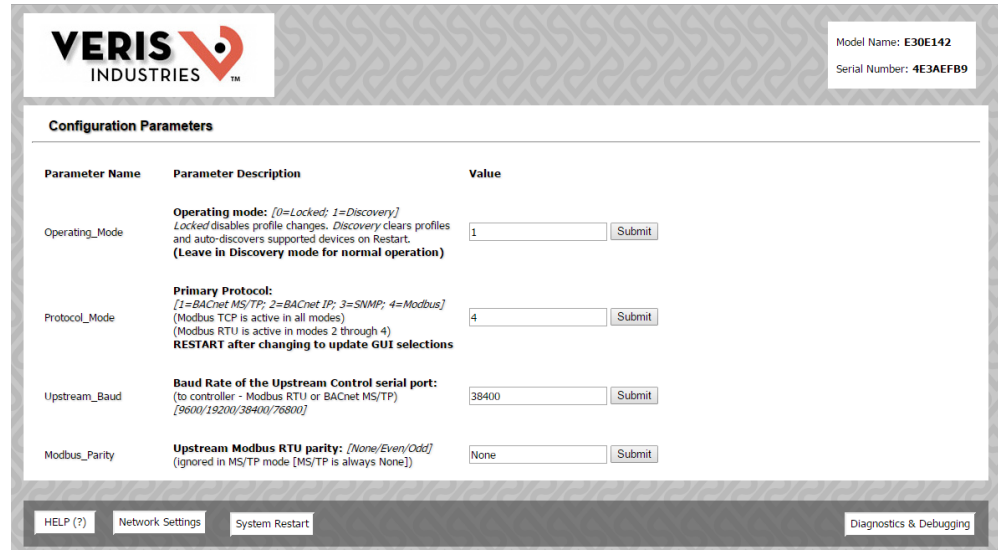 VERIS
INDUSTRIES
TM
Model Name: E30E142
Serial Number: 4E3AEFB9
Configuration Parameters
Parameter Name Parameter Description Value
Operating_Mode
Operating mode: [0=Locked; 1=Discovery]
Locked disables profile changes. Discovery clears profiles
and auto-discovers supported devices on Restart.
(Leave in Discovery mode for normal operation)
1 Submit
Protocol_Mode
Primary Protocol:
[1=BACnet MS/TP; 2=BACnet IP; 3=SNMP; 4=Modbus]
(Modbus TCP is active in all modes)
(Modbus RTU is active in modes 2 through 4)
RESTART after changing to update GUI selections
4 Submit
Upstream_Baud
Baud Rate of the Upstream Control serial port:
(to controller - Modbus RTU or BACnet MS/TP)
[9600/19200/38400/76800]
38400 Submit
Modbus_Parity
Upstream Modbus RTU parity: [None/Even/Odd]
(ignored in MS/TP mode [MS/TP is always None])
None Submit
HELP (?) Network Settings System Restart Diagnostics & Debugging